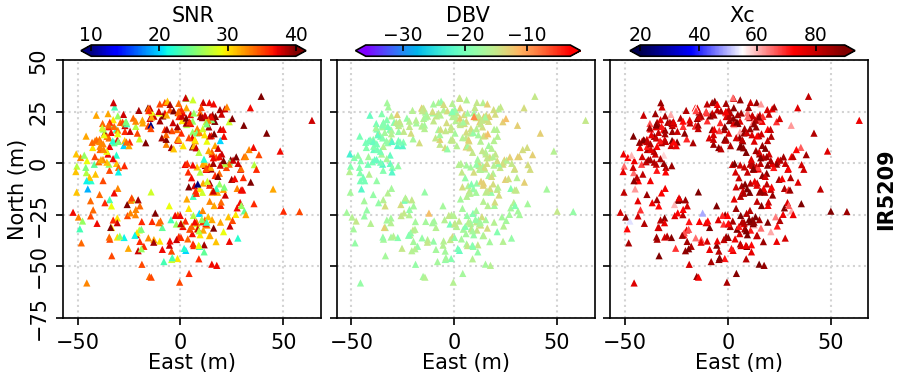 SNR DBV Xc
10 20 30 40 −30 −20 −10 20 40 60 80
50
25
0
−25
−50
−75
North (m)
−50 0 50 −50 0 50 −50 0 50
East (m) East (m) East (m)
IR5209